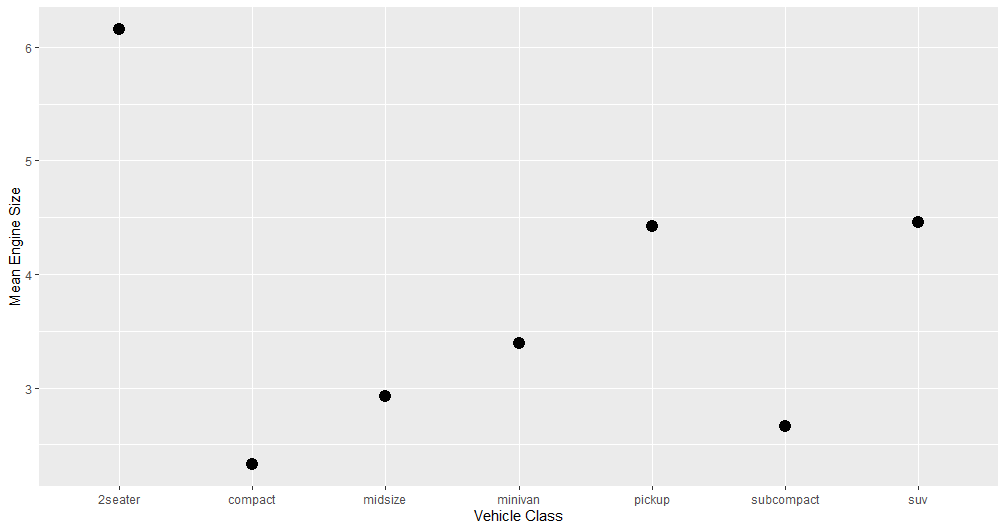 Mean Engine Size
6
5
4
3
2seater compact midsize minivan pickup subcompact suv
Vehicle Class